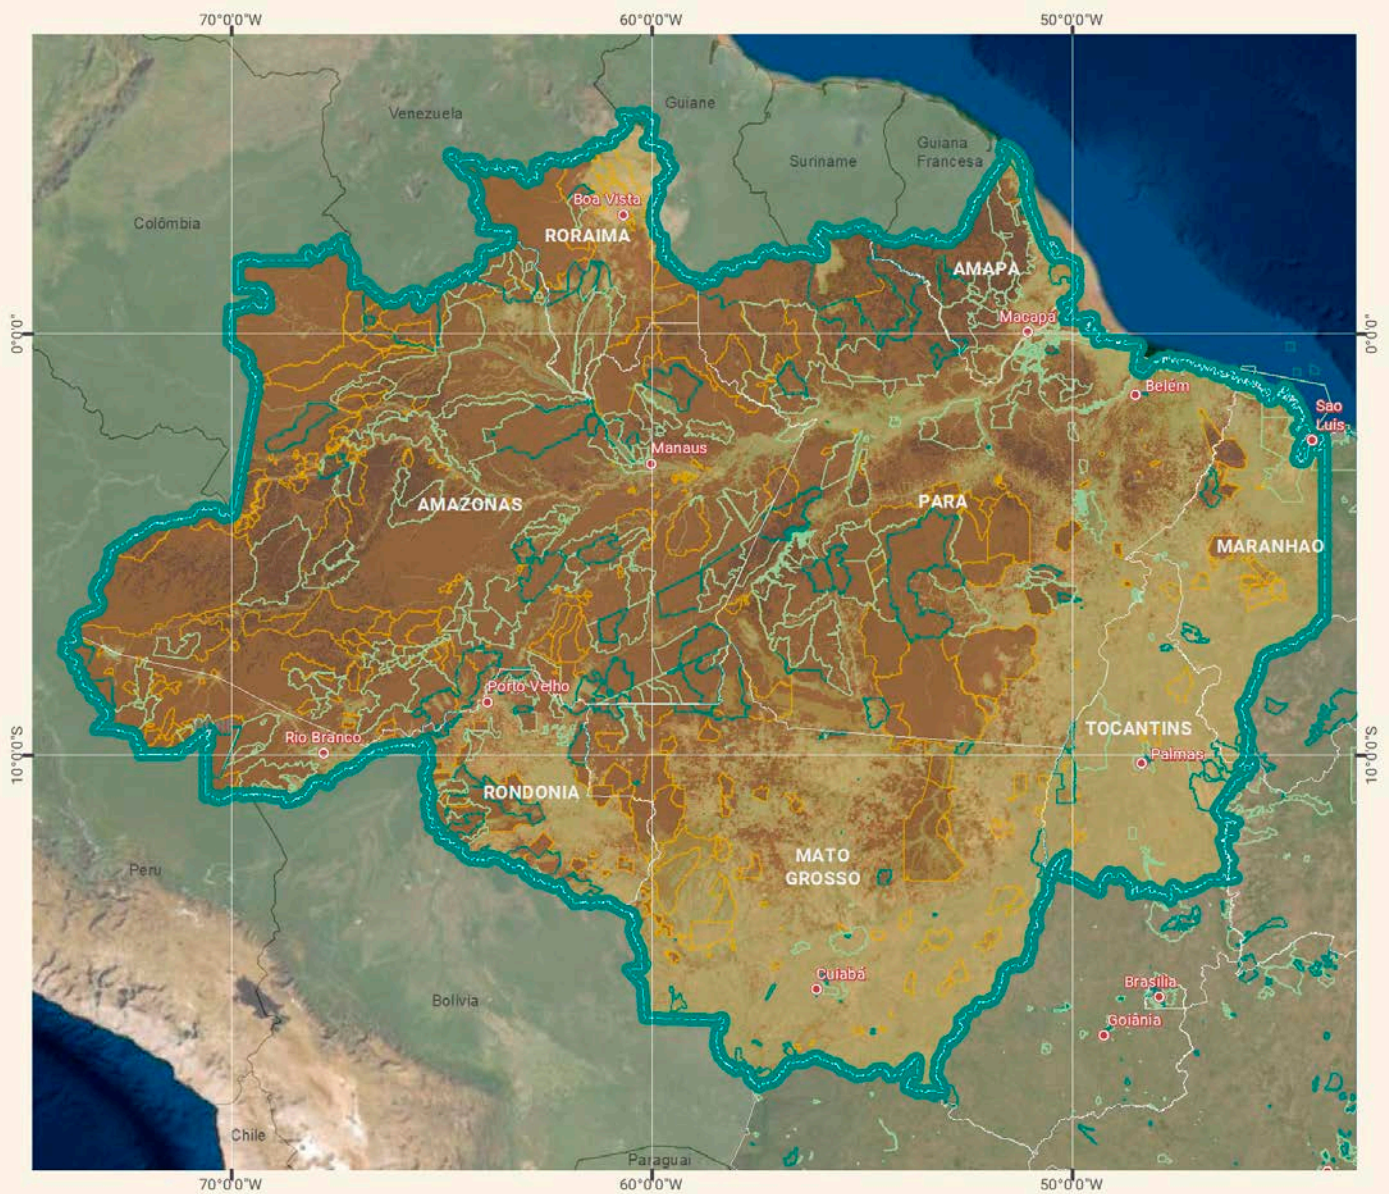 70°0'0"W 60°0'0"W 50°0'0"W
Venezuela
Guiane
Suriname
Guiana
Francesa
Colômbia
Boa Vista
RORAIMA
AMAPA
Macapá
0°0'0"
0°0'0"
Belém
Sao
Luis
Manaus
AMAZONAS
PARA
MARANHAO
Porto Velho
Rio Branco
TOCANTINS
Palmas
10°0'0"S
10°0'0"S
RONDONIA
MATO
GROSSO
Peru
Cuiabá
Brasília
Goiânia
Bolívia
Chile
Paraguai
70°0'0"W 60°0'0"W 50°0'0"W